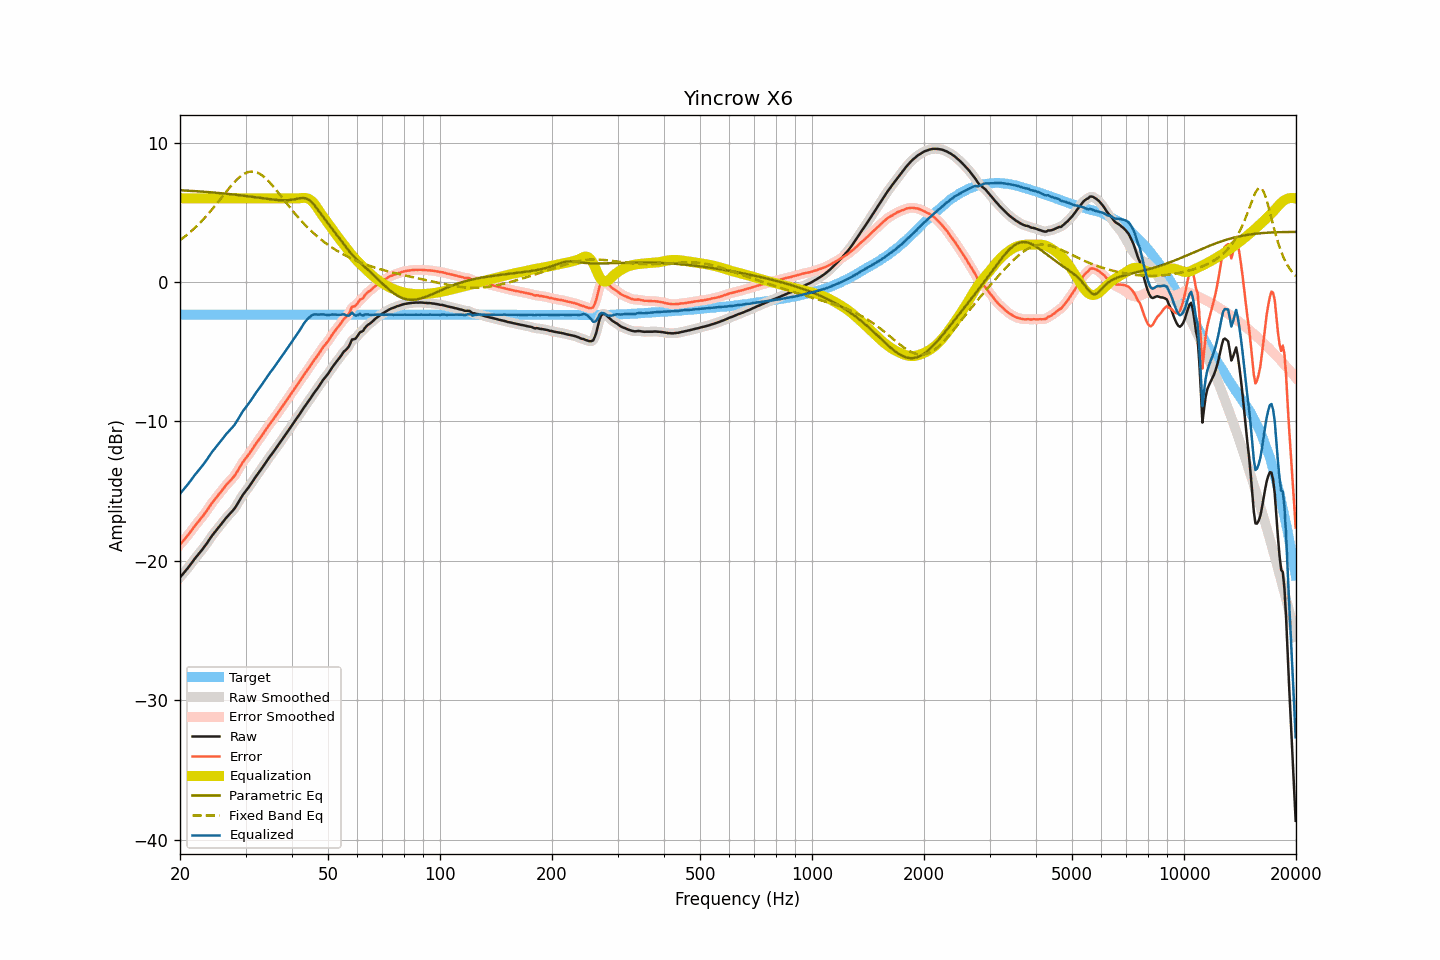 Yincrow X6
10
0
−10
−20
−30
−40
Amplitude (dBr)
Target
Raw Smoothed
Error Smoothed
Raw
Error
Equalization
Parametric Eq
Fixed Band Eq
Equalized
20 50 100 200 500 1000 2000 5000 10000 20000
Frequency (Hz)